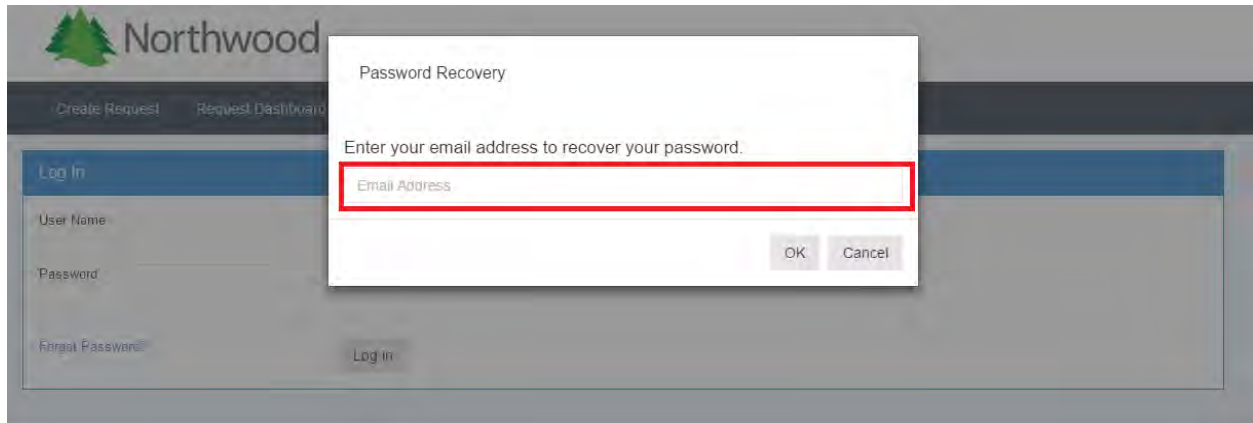 Northwood
Password Recovery
Create Request Request Dashboard
Enter your email address to recover your password.
Log In
Email Address
User Name
OK Cancel
Password
Forgot Password?
Log in